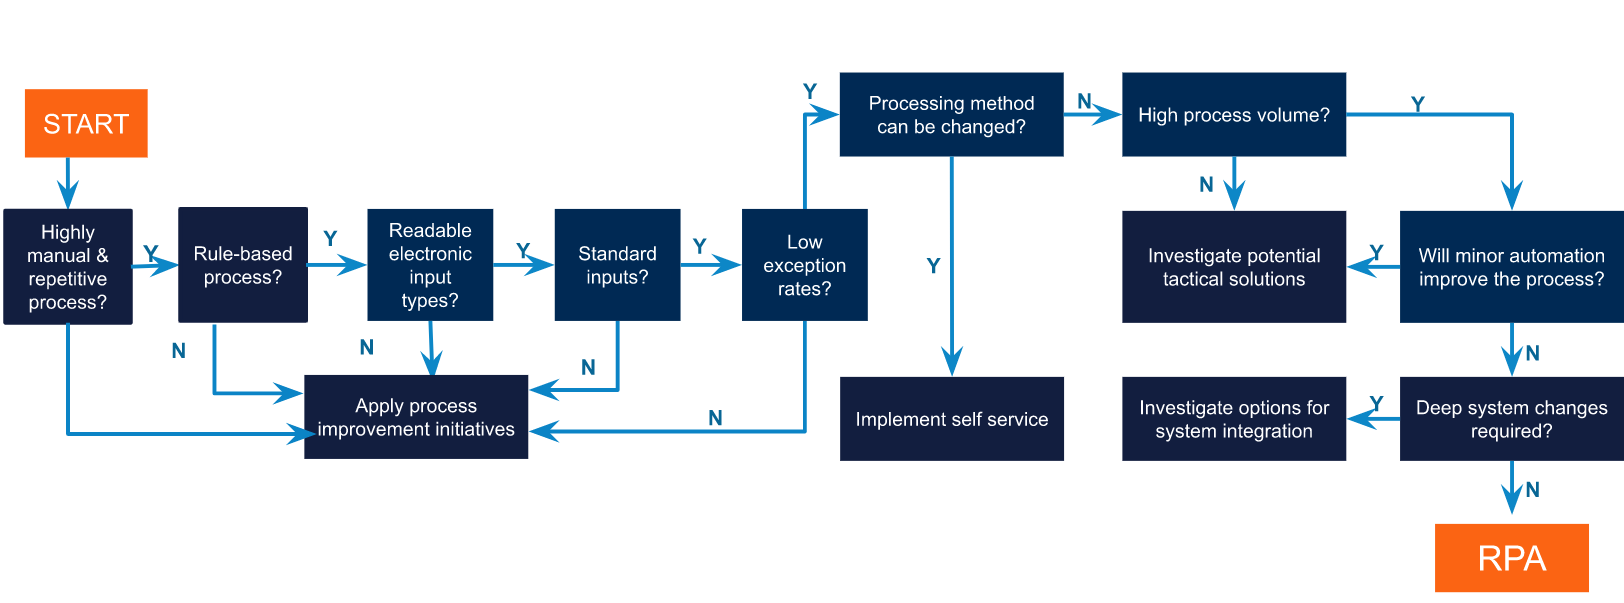 START
Highly
manual &
repetitive
process?
Y
Rule-based
process?
Y
Readable
electronic
input
types?
Y
Standard
inputs?
Y
Low
exception
rates?
Y
Processing method
can be changed?
N
High process volume?
Y
N
Investigate potential
tactical solutions
Y
Will minor automation
improve the process?
N
N
N
N
Apply process
improvement initiatives
N
Y
Implement self service
Investigate options for
system integration
Y
Deep system changes
required?
N
RPA